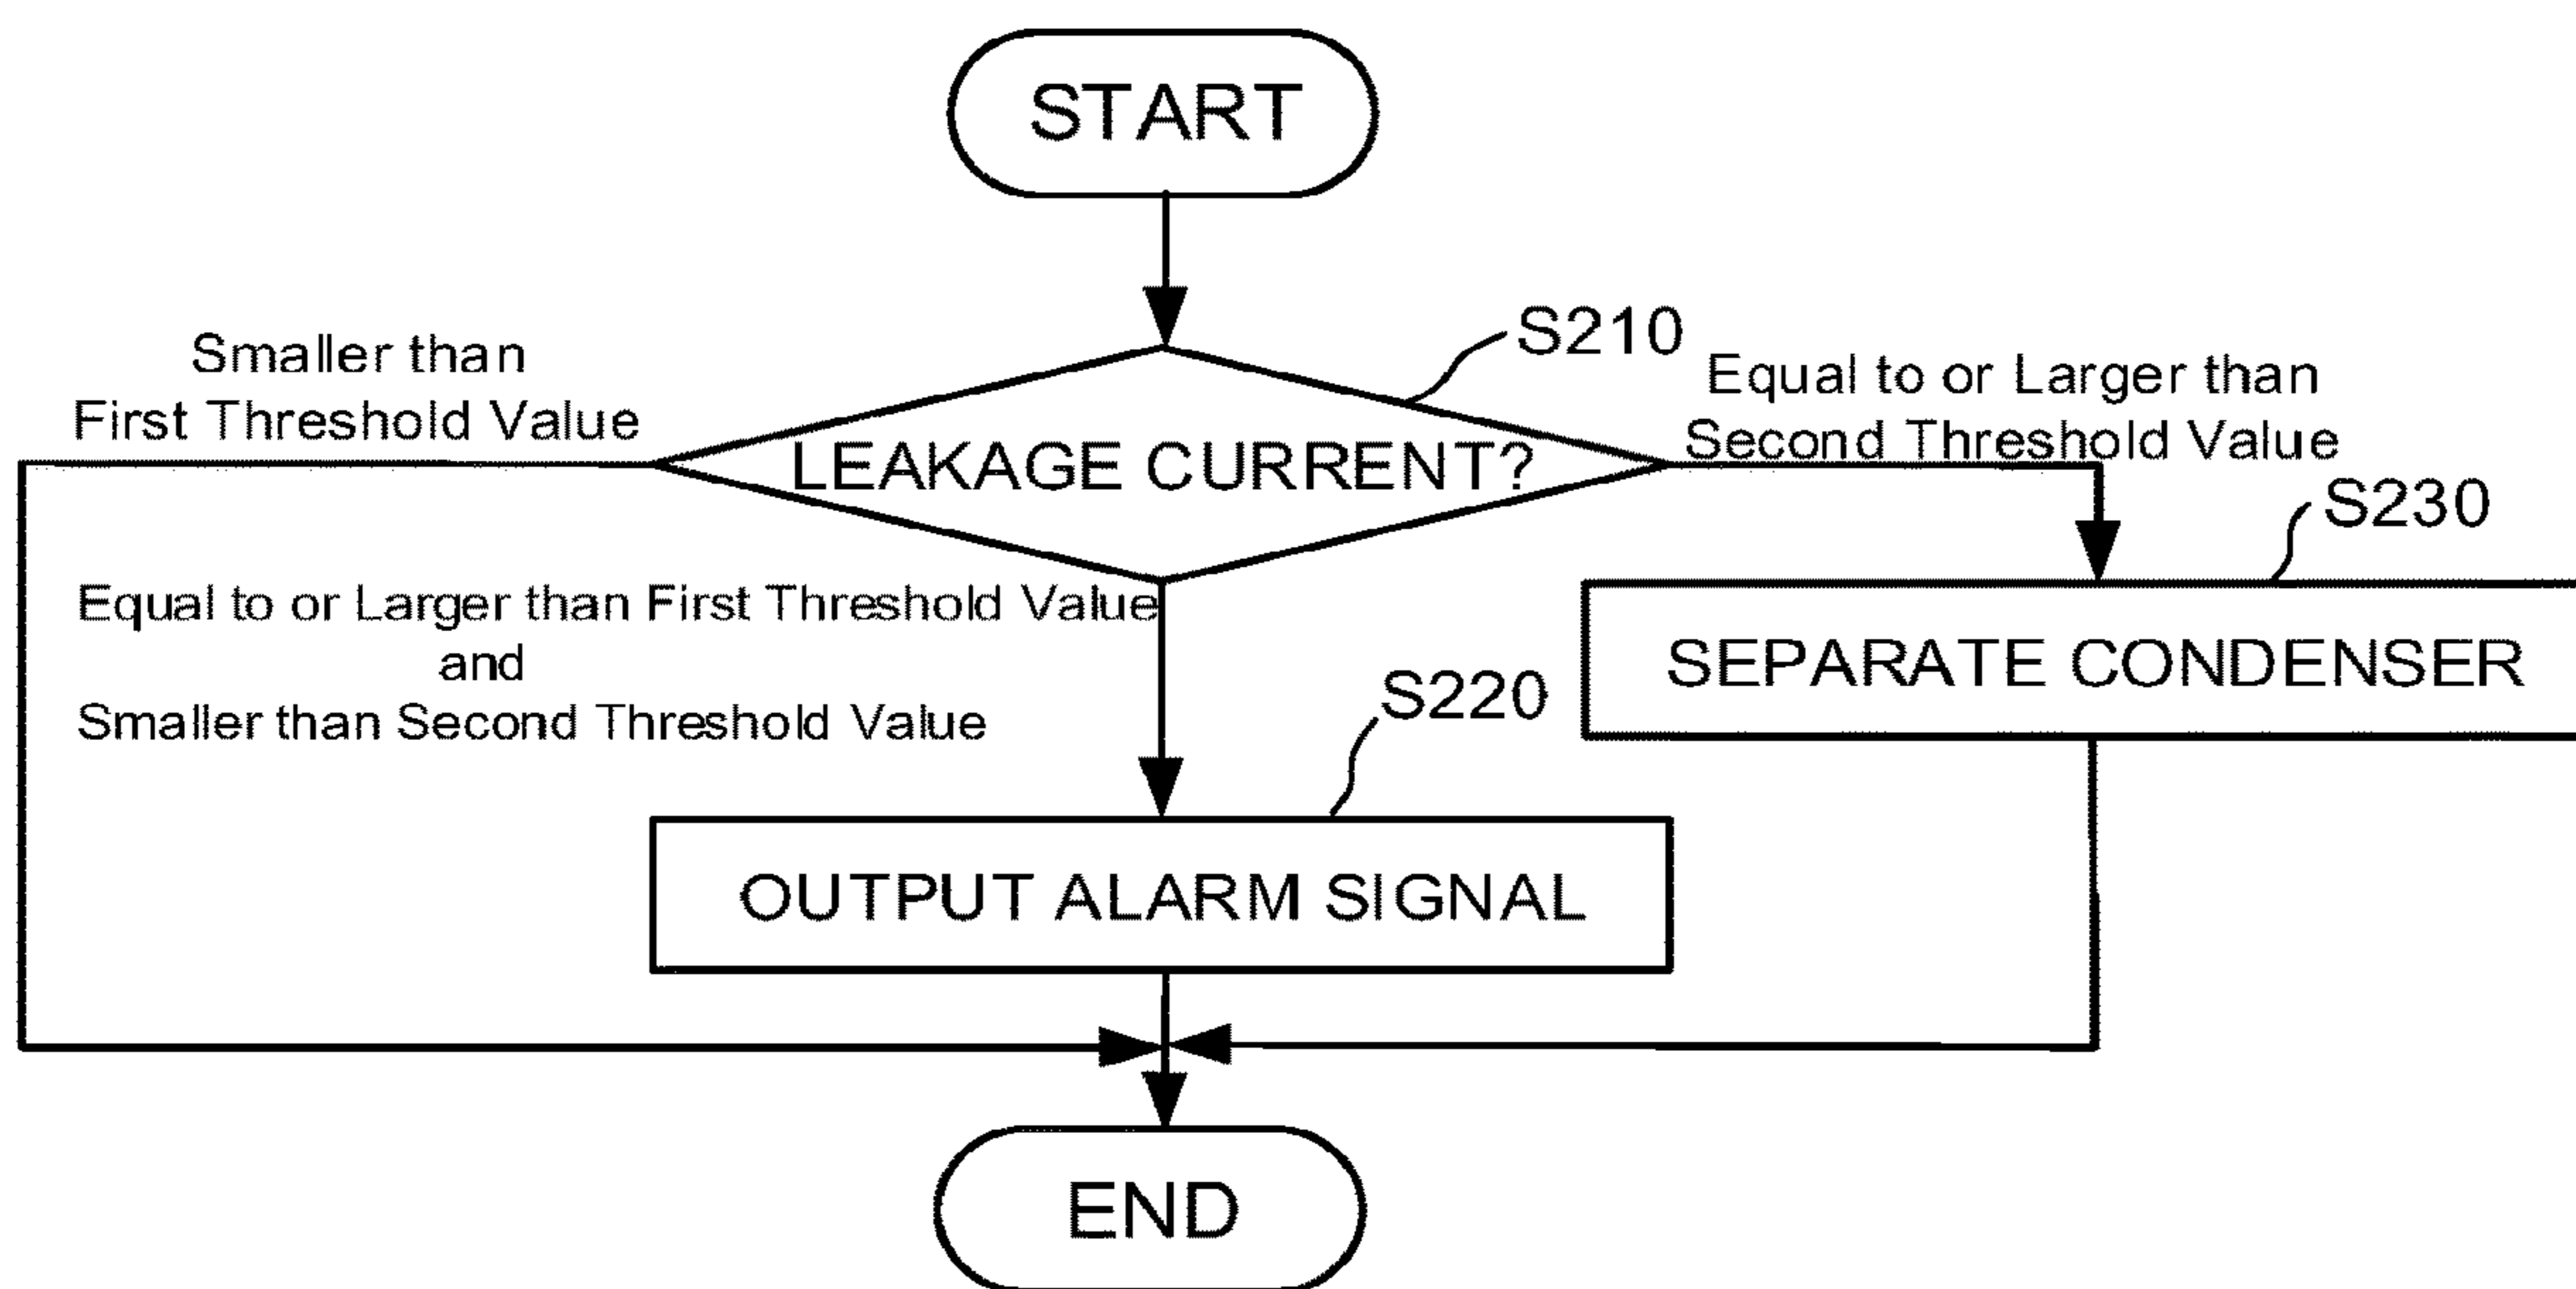 START
S210
Smaller than
First Threshold Value
LEAKAGE CURRENT?
Equal to or Larger than
Second Threshold Value
S230
Equal to or Larger than First Threshold Value
and
Smaller than Second Threshold Value
SEPARATE CONDENSER
S220
OUTPUT ALARM SIGNAL
END